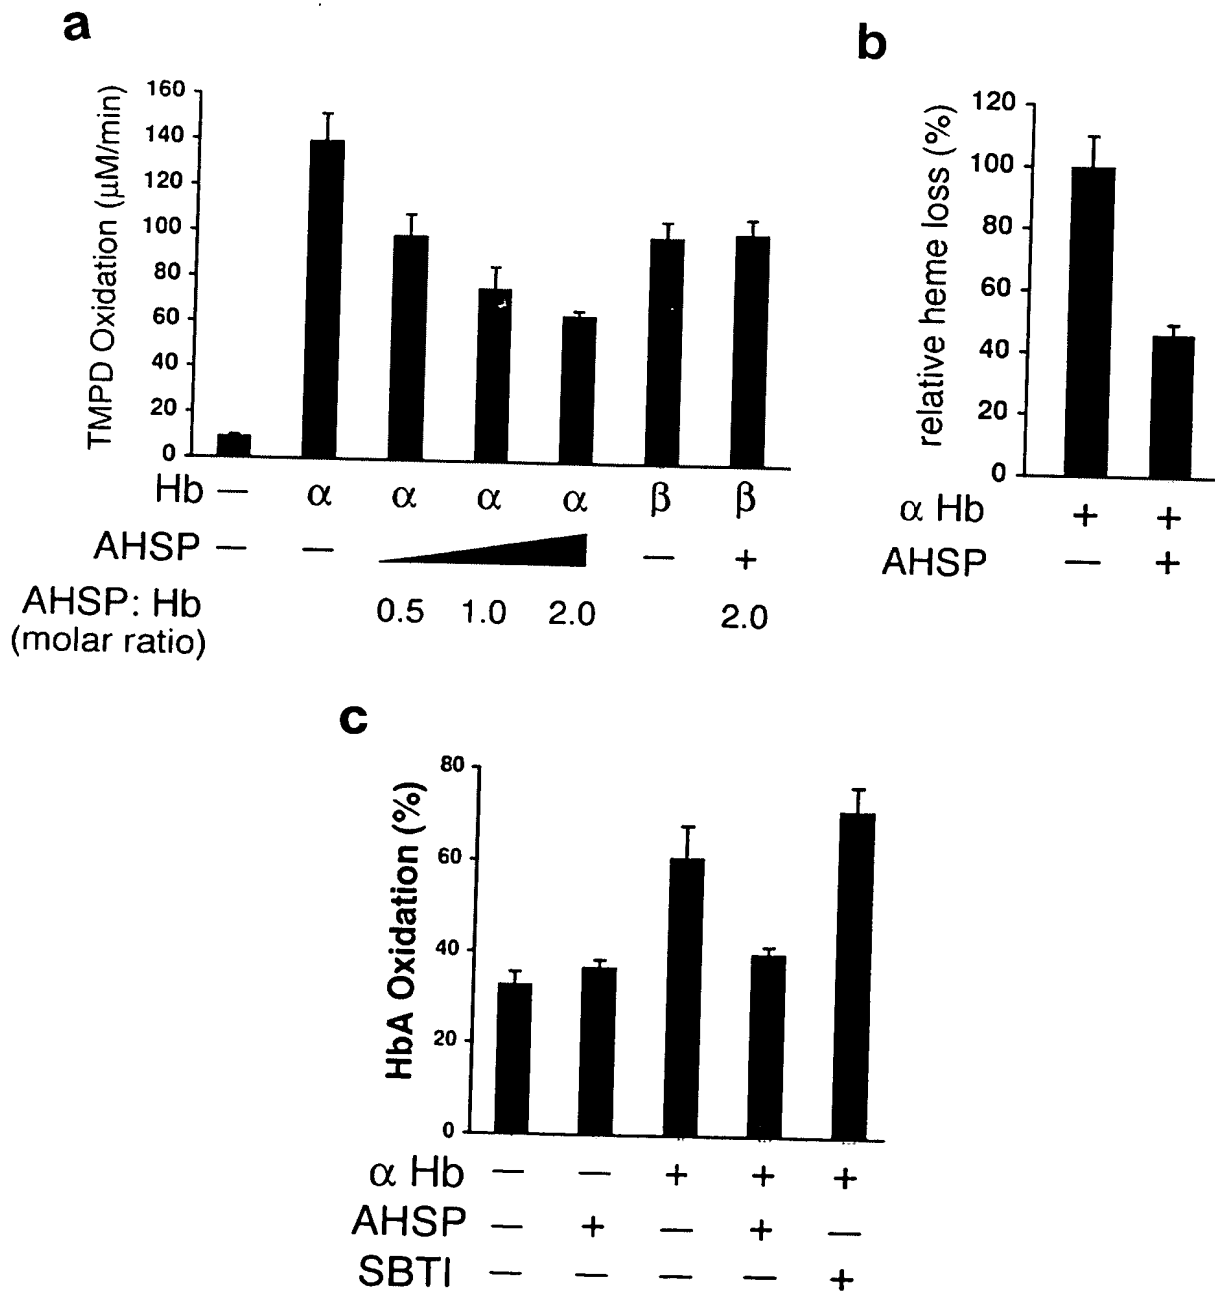 a
TMPD Oxidation (μM/min)
160
140
120
100
80
60
40
20
0
Hb — α α α α β β
AHSP — — — +
AHSP: Hb 0.5 1.0 2.0 2.0
(molar ratio)
b
relative heme loss (%)
120
100
80
60
40
20
0
α Hb + +
AHSP — +
c
HbA Oxidation (%)
80
60
40
20
0
α Hb — — + + +
AHSP — + — + —
SBTI — — — — +